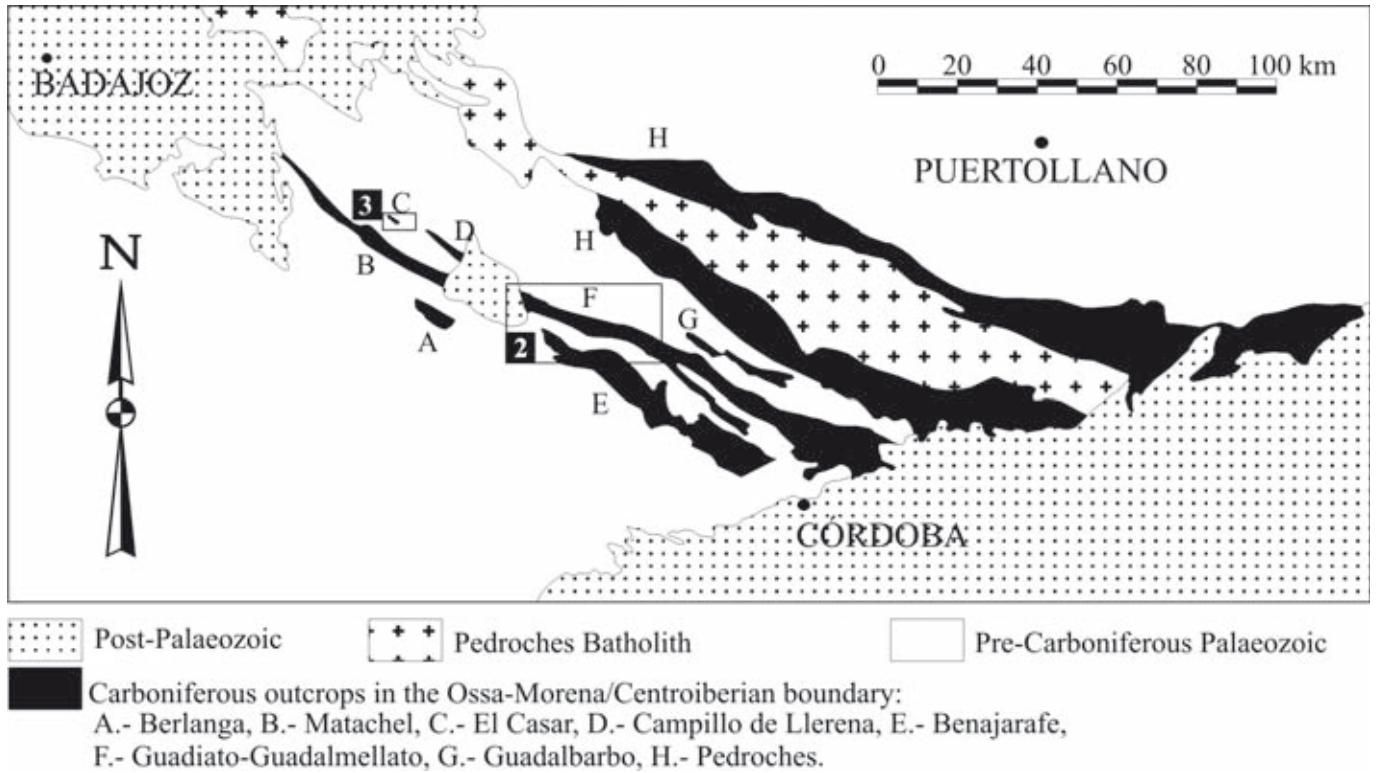 0 20 40 60 80 100 km
BADAJOZ
H
PUERTOLLANO
3
C
D
H
N
B
F
G
A
2
E
CÓRDOBA
Post-Palaeozoic
Pedroches Batholith
Pre-Carboniferous Palaeozoic
Carboniferous outcrops in the Ossa-Morena/Centroiberian boundary:
A.- Berlanga, B.- Matachel, C.- El Casar, D.- Campillo de Llerena, E.- Benajarafe,
F.- Guadiato-Guadalmellato, G.- Guadalbarbo, H.- Pedroches.